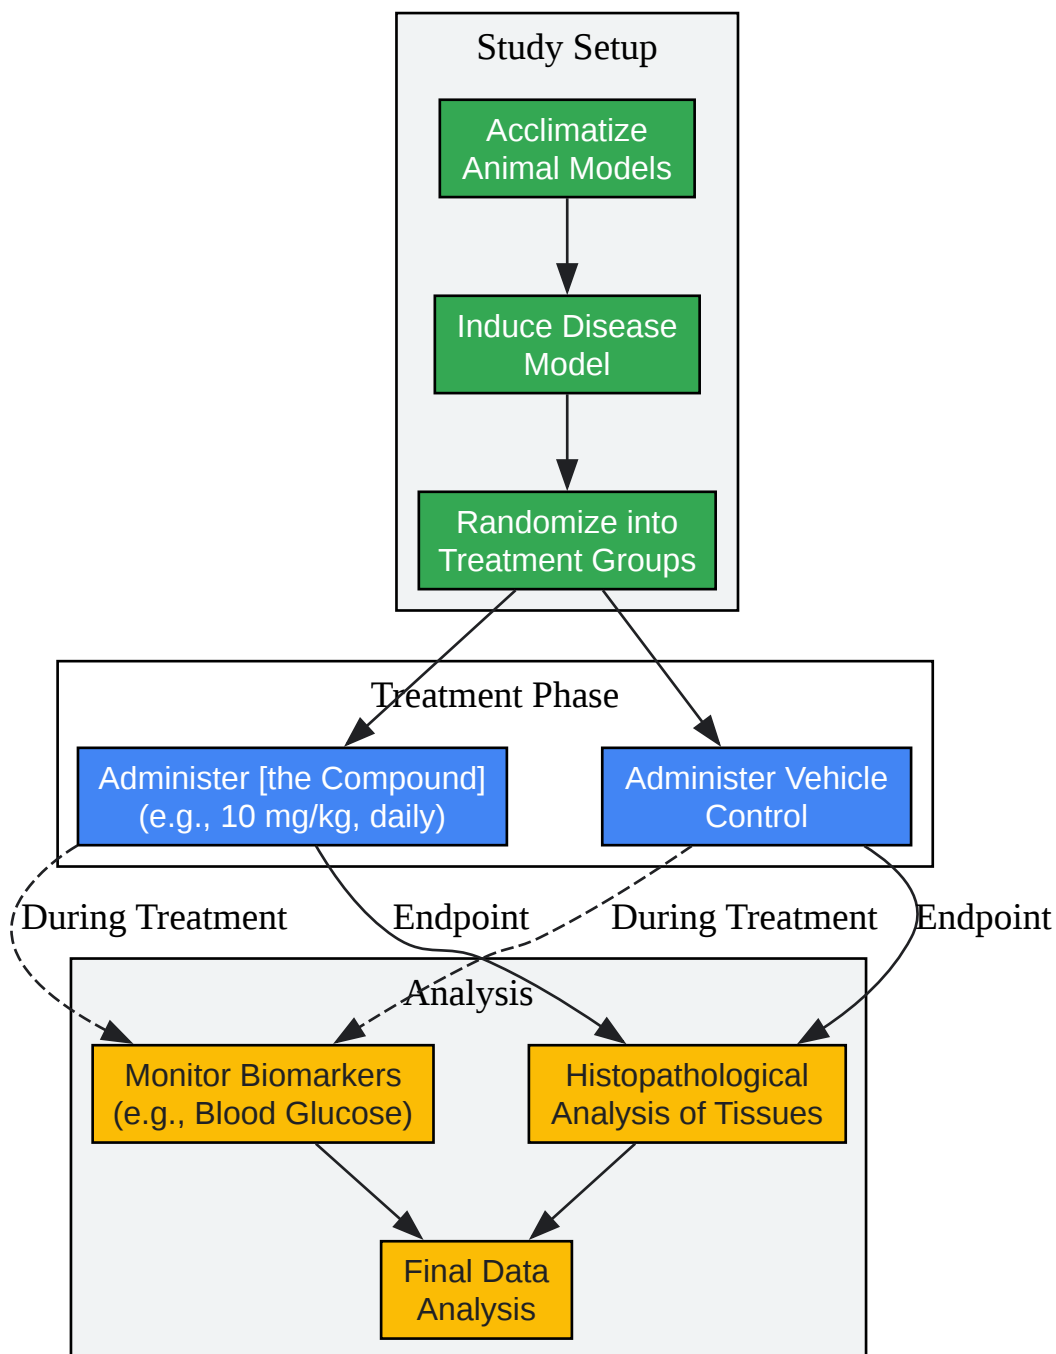 Study Setup
Acclimatize
Animal Models
Induce Disease
Model
Randomize into
Treatment Groups
Treatment Phase
Administer [the Compound]
(e.g., 10 mg/kg, daily)
Administer Vehicle
Control
During Treatment
Endpoint
During Treatment
Endpoint
Analysis
Monitor Biomarkers
(e.g., Blood Glucose)
Histopathological
Analysis of Tissues
Final Data
Analysis